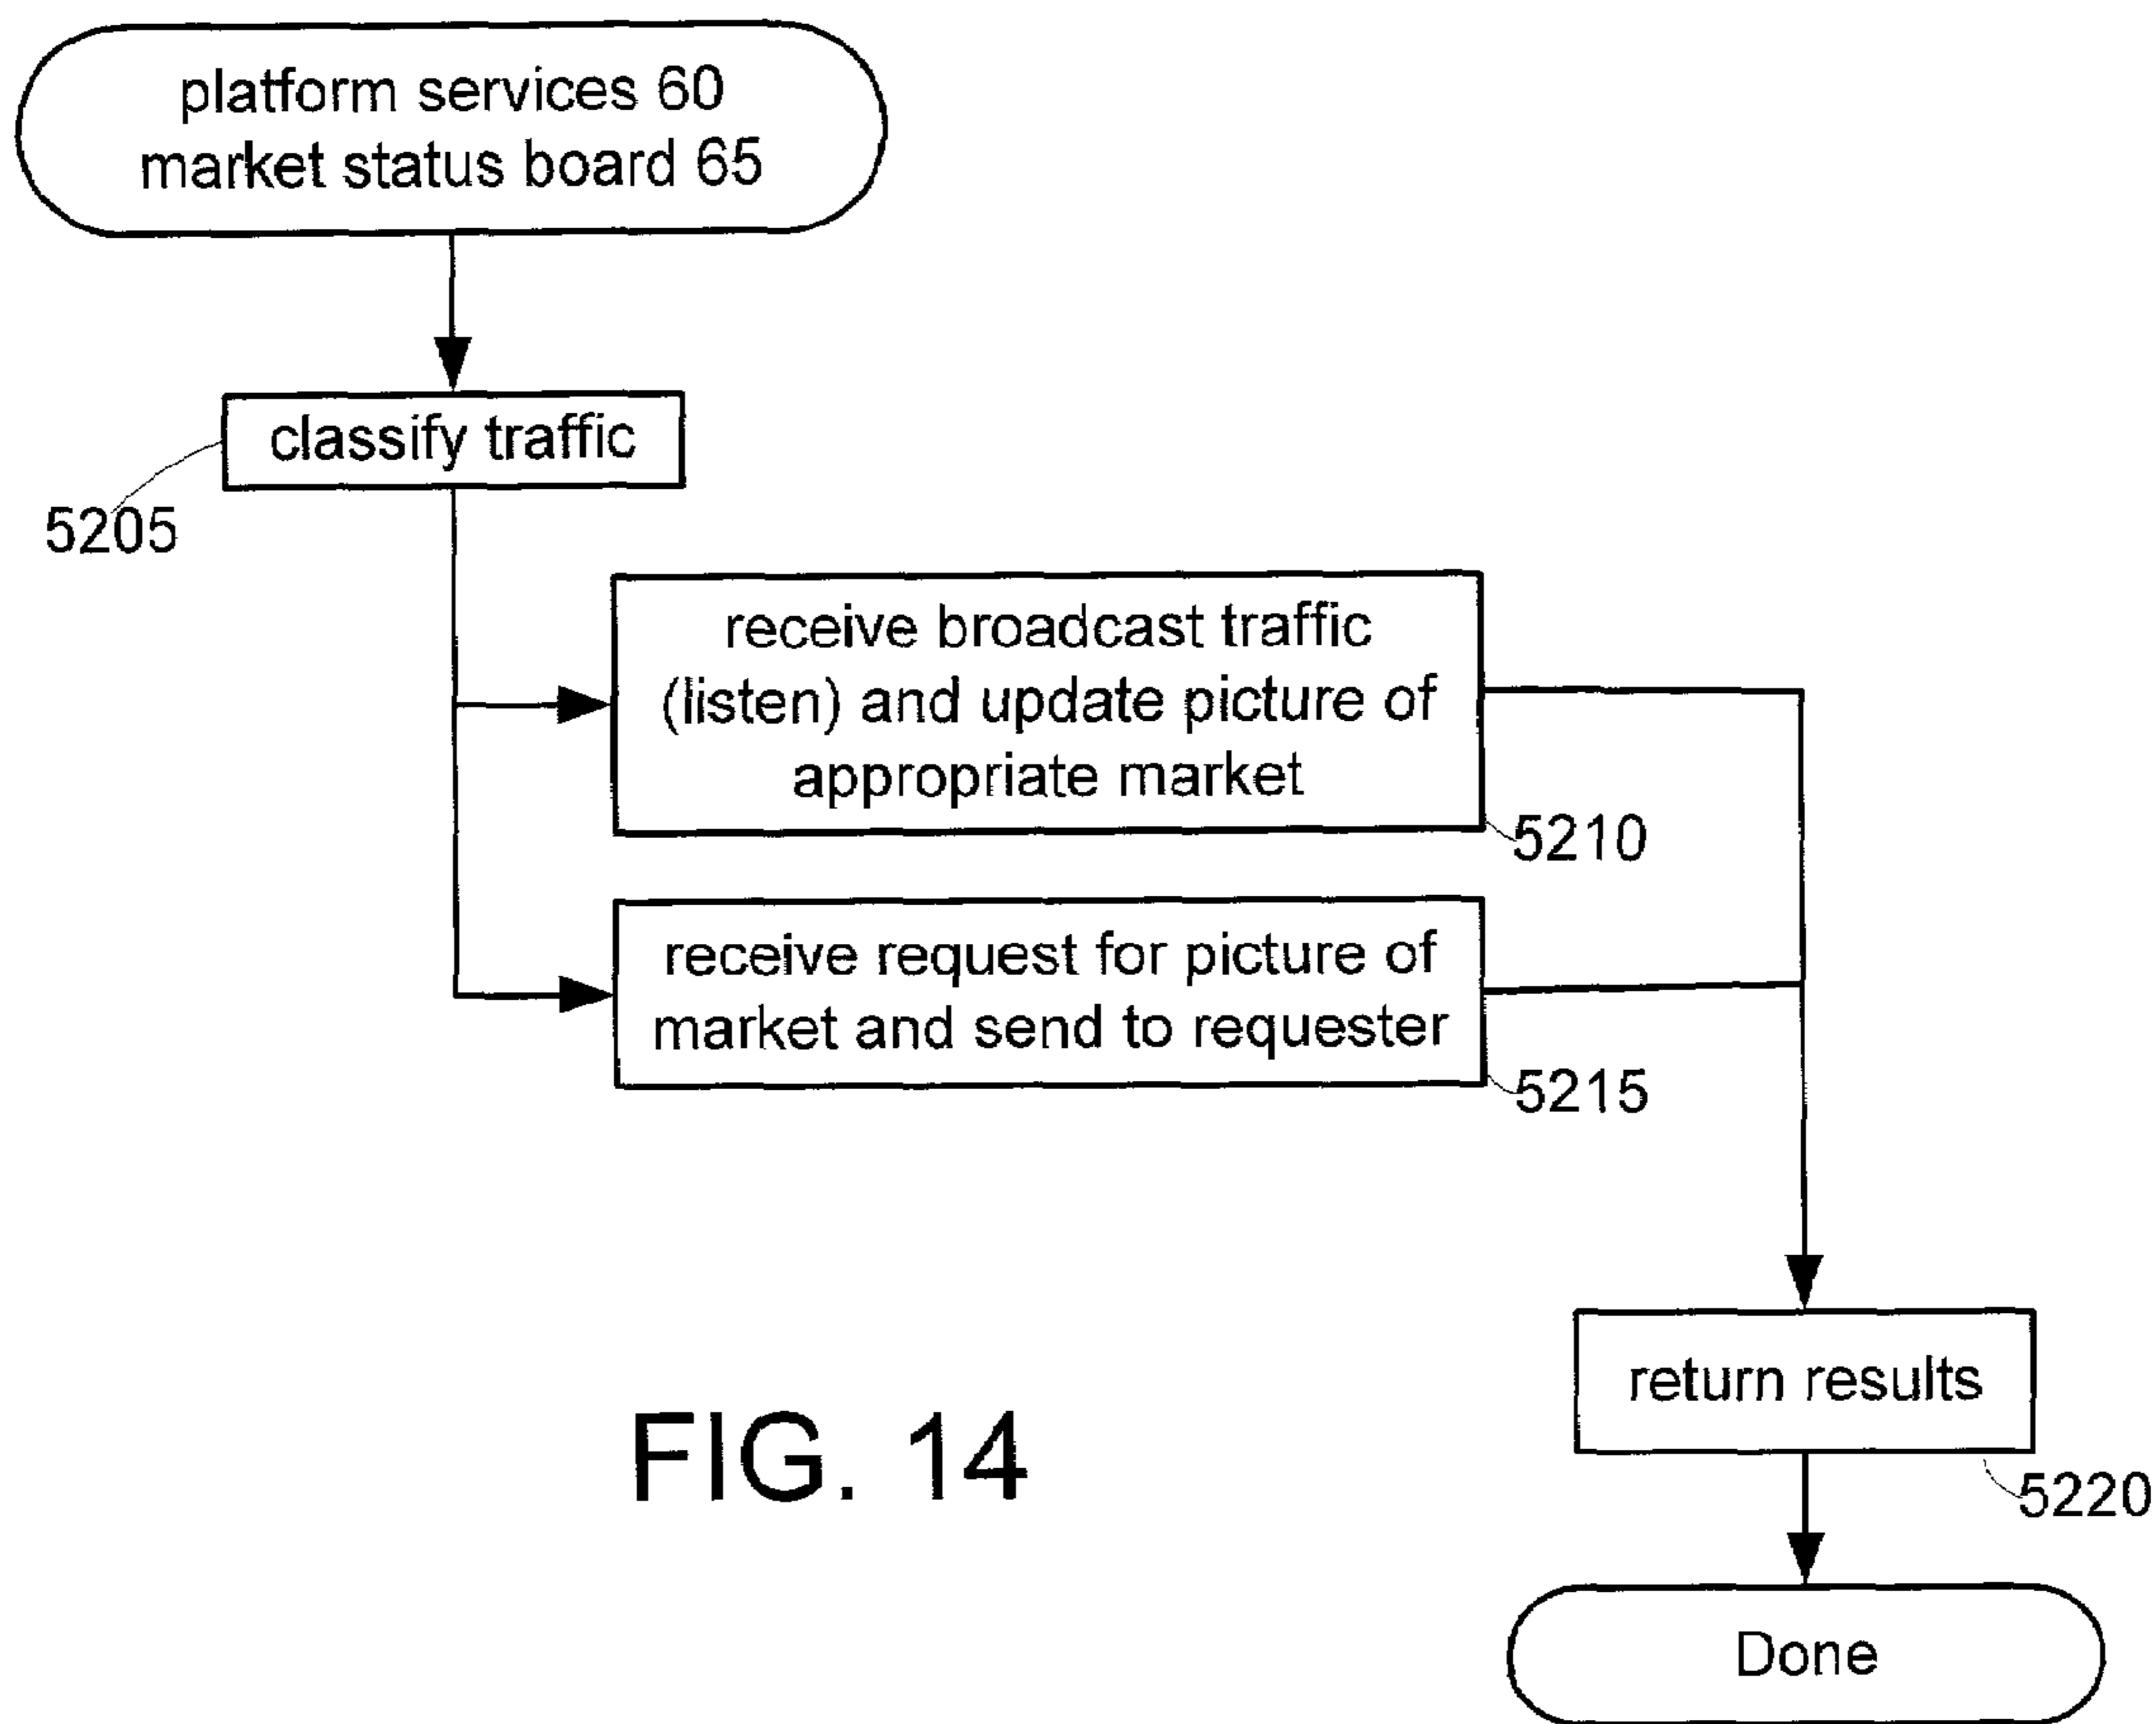 platform services 60
market status board 65
classify traffic
5205
receive broadcast traffic
(listen) and update picture of
appropriate market
5210
receive request for picture of
market and send to requester
5215
return results
5220
FIG. 14
Done